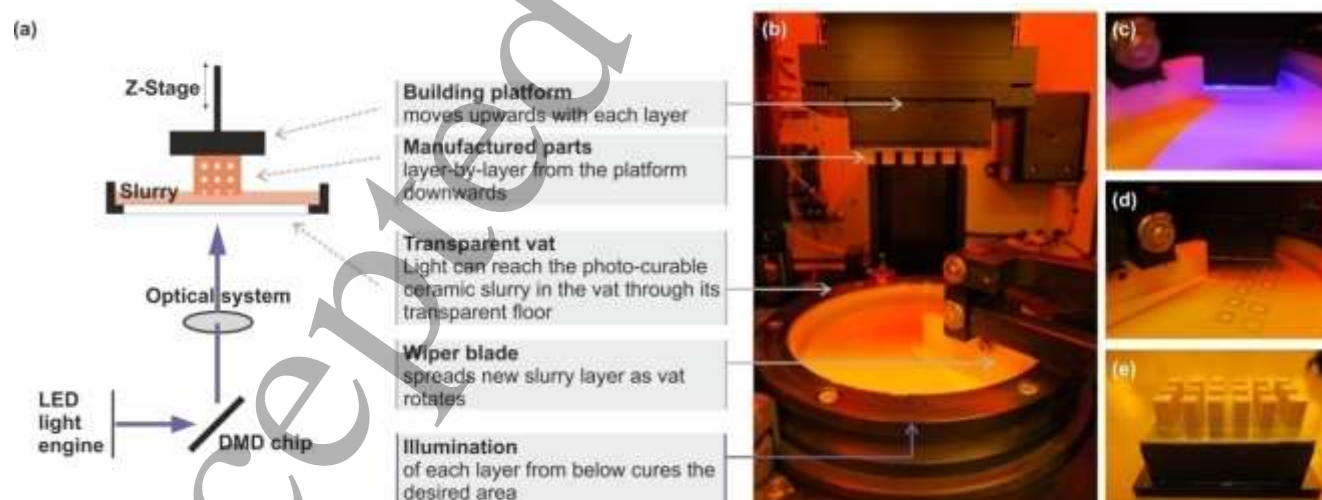 (a)
Z-Stage
Slurry
Optical system
LED
light
engine
DMD chip
Building platform
moves upwards with each layer
Manufactured parts
layer-by-layer from the platform
downwards
Transparent vat
Light can reach the photo-curable
ceramic slurry in the vat through its
transparent floor
Wiper blade
spreads new slurry layer as vat
rotates
Illumination
of each layer from below cures the
desired area
(b)
(c)
(d)
(e)
cepted